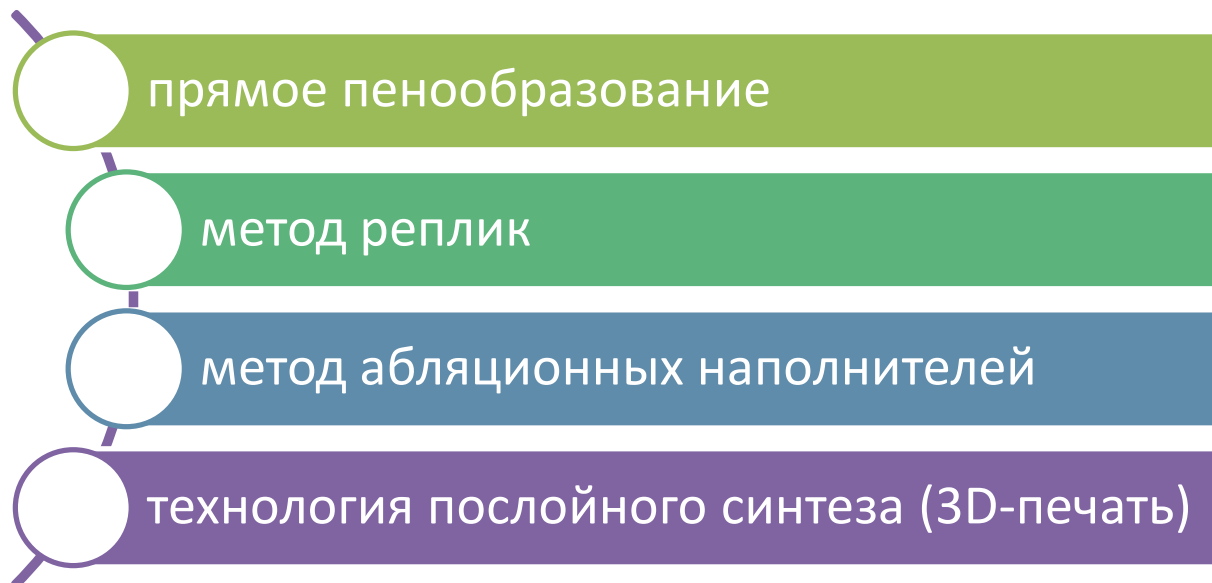 прямое пенообразование
метод реплик
метод абляционных наполнителей
технология послойного синтеза (3D-печать)